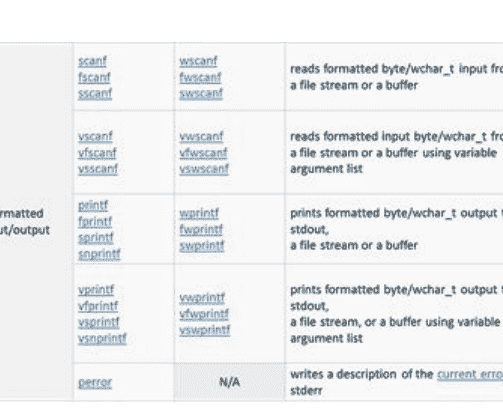 scanf wscanf reads formatted byte/wchar_t input fro
fscanf fwscanf a file stream or a buffer
sscanf swscanf
vscanf vwscanf reads formatted input byte/wchar_t fro
vfscanf vfwscanf a file stream or a buffer using variable
vsscanf vswscanf argument list
rmatted
ut/output
printf wprintf prints formatted byte/wchar_t output t
fprintf fwprintf stdout,
sprintf swprintf a file stream or a buffer
snprintf
vprintf vwprintf prints formatted byte/wchar_t output t
vfprintf vfwprintf stdout,
vsprintf vswprintf a file stream, or a buffer using variable
vsnprintf argument list
perror N/A writes a description of the current erro
stderr